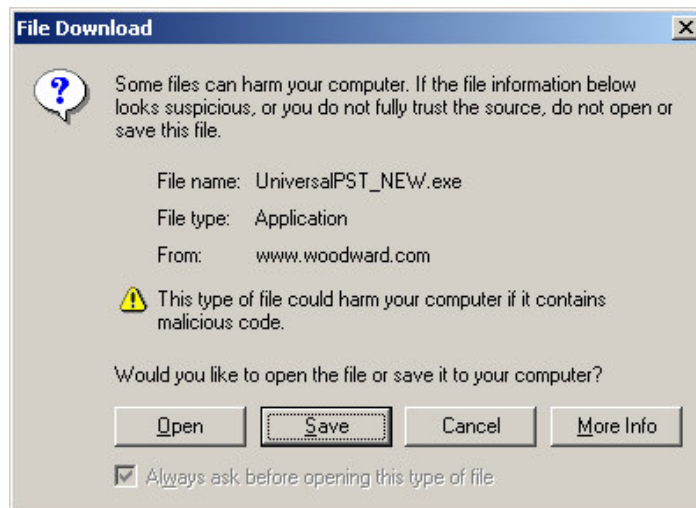 File Download
Some files can harm your computer. If the file information below
looks suspicious, or you do not fully trust the source, do not open or
save this file.
File name: UniversalPST_NEW.exe
File type: Application
From: www.woodward.com
This type of file could harm your computer if it contains
malicious code.
Would you like to open the file or save it to your computer?
Open Save Cancel More Info
Always ask before opening this type of file